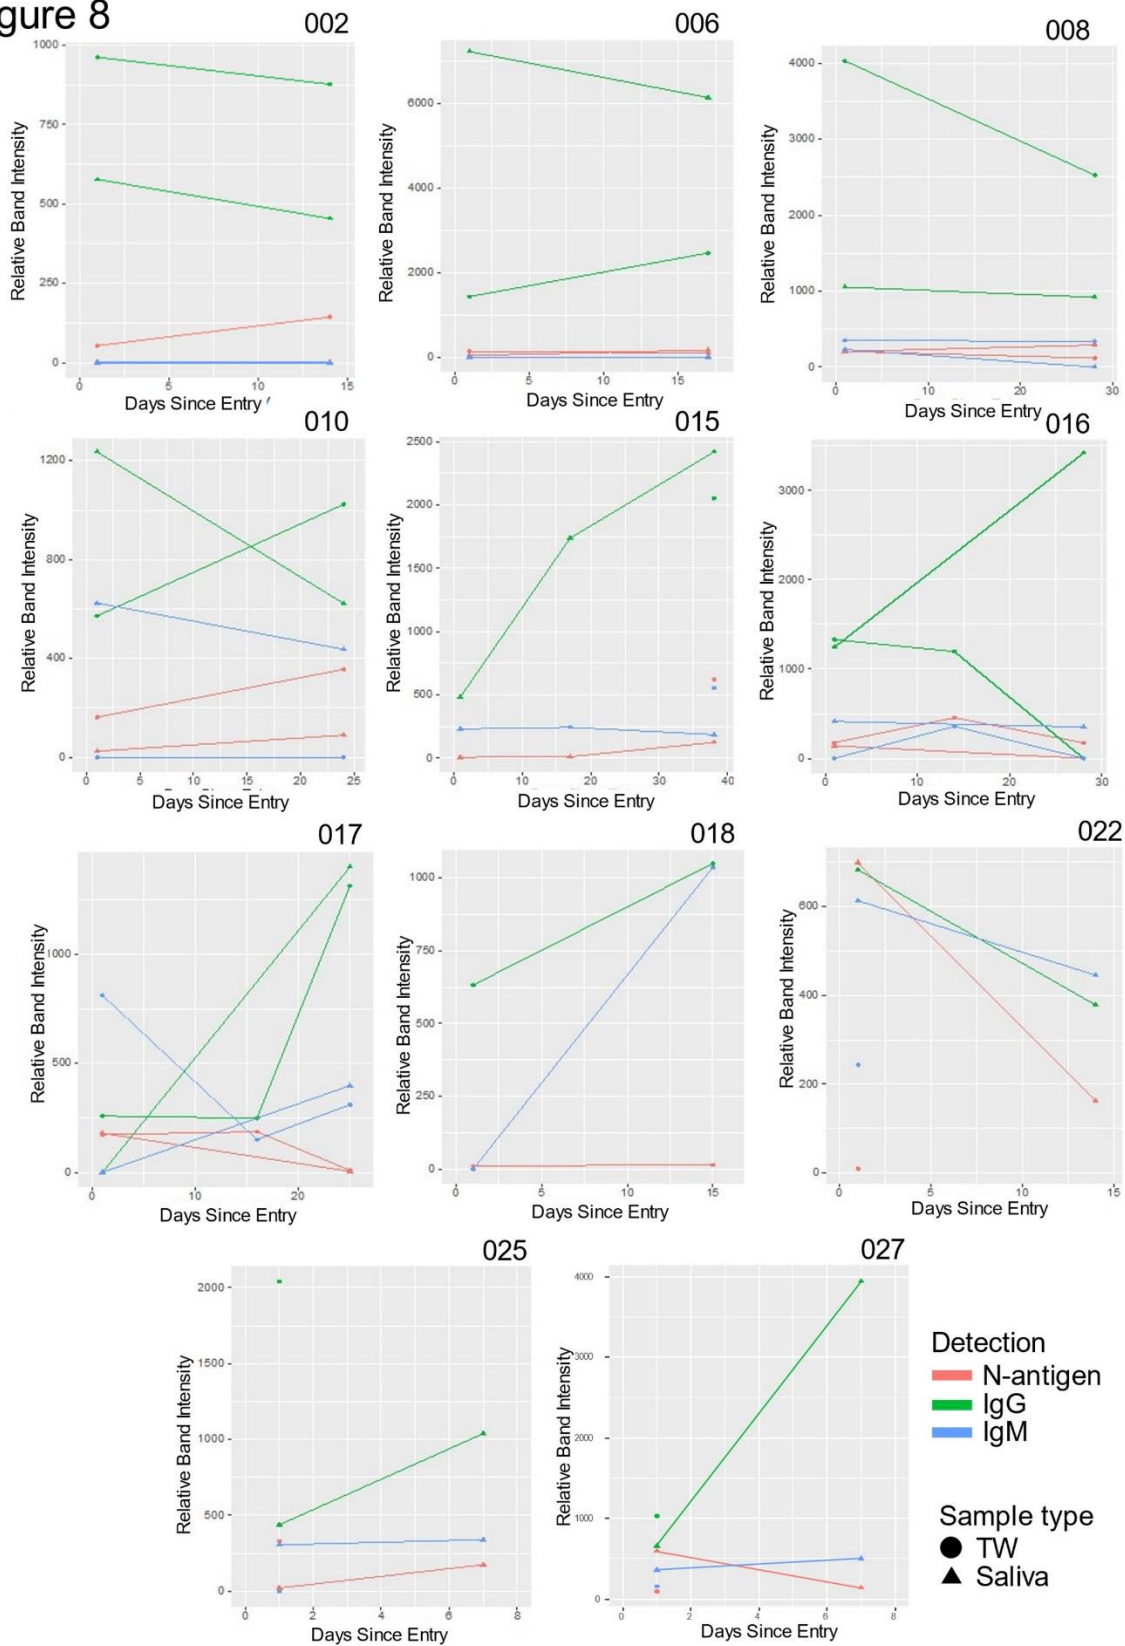 gure 8
002
006
008
Relative Band Intensity
1000
750
500
250
0
0 5 10 15
Days Since Entry
Relative Band Intensity
6000
4000
2000
0
0 5 10 15
Days Since Entry
Relative Band Intensity
4000
3000
2000
1000
0
10 20 30
Days Since Entry
010
015
016
Relative Band Intensity
1200
800
400
0
0 5 10 15 20 25
Days Since Entry
Relative Band Intensity
2500
2000
1500
1000
500
0
0 10 20 30 40
Days Since Entry
Relative Band Intensity
3000
2000
1000
0
0 10 20 30
Days Since Entry
017
018
022
Relative Band Intensity
1000
500
0
0 10 20
Days Since Entry
Relative Band Intensity
1000
750
500
250
0
0 5 10 15
Days Since Entry
Relative Band Intensity
600
400
200
0
0 5 10 15
Days Since Entry
025
027
Relative Band Intensity
2000
1500
1000
500
0
0 2 4 6 8
Days Since Entry
Relative Band Intensity
4000
3000
2000
1000
0
0 2 4 6 8
Days Since Entry
Detection
N-antigen
IgG
IgM
Sample type
TW
Saliva